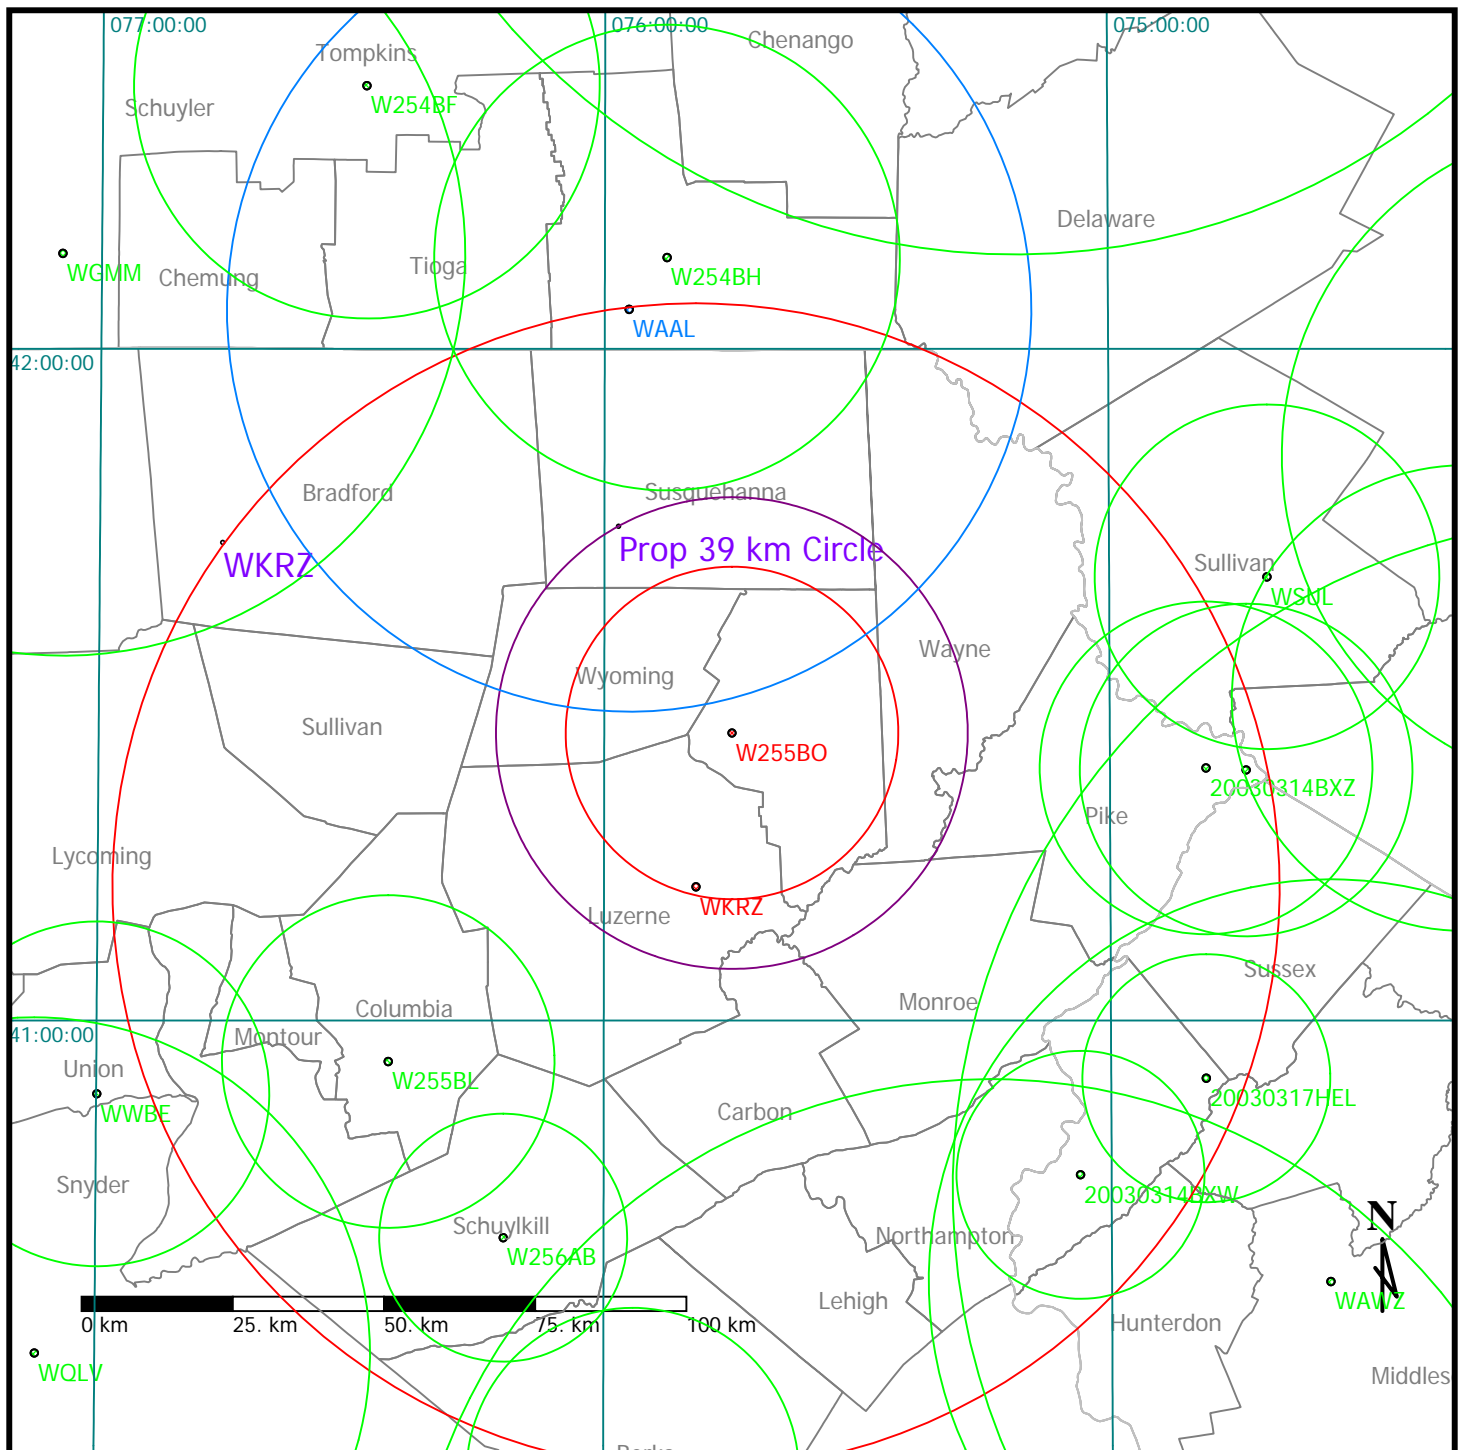 077:00:00
076:00:00
075:00:00
Tompkins
Chenango
W254BF
Schuyler
Delaware
WGMM
Chemung
Tioga
W254BH
WAAL
42:00:00
Bradford
Susquehanna
WKRZ
Prop 39 km Circle
Sullivan
WSUL
Wayne
Wyoming
Sullivan
W255BO
20030314BXZ
Pike
Lycoming
WKRZ
Luzerne
Sussex
Monroe
Columbia
41:00:00
Montour
Union
W255BL
20030317HEL
WWBE
Carbon
Snyder
20030314BXW
N
Schuylkill
Northampton
W256AB
WAWZ
Lehigh
Hunterdon
0 km
25. km
50. km
75. km
100 km
WQLV
Middles